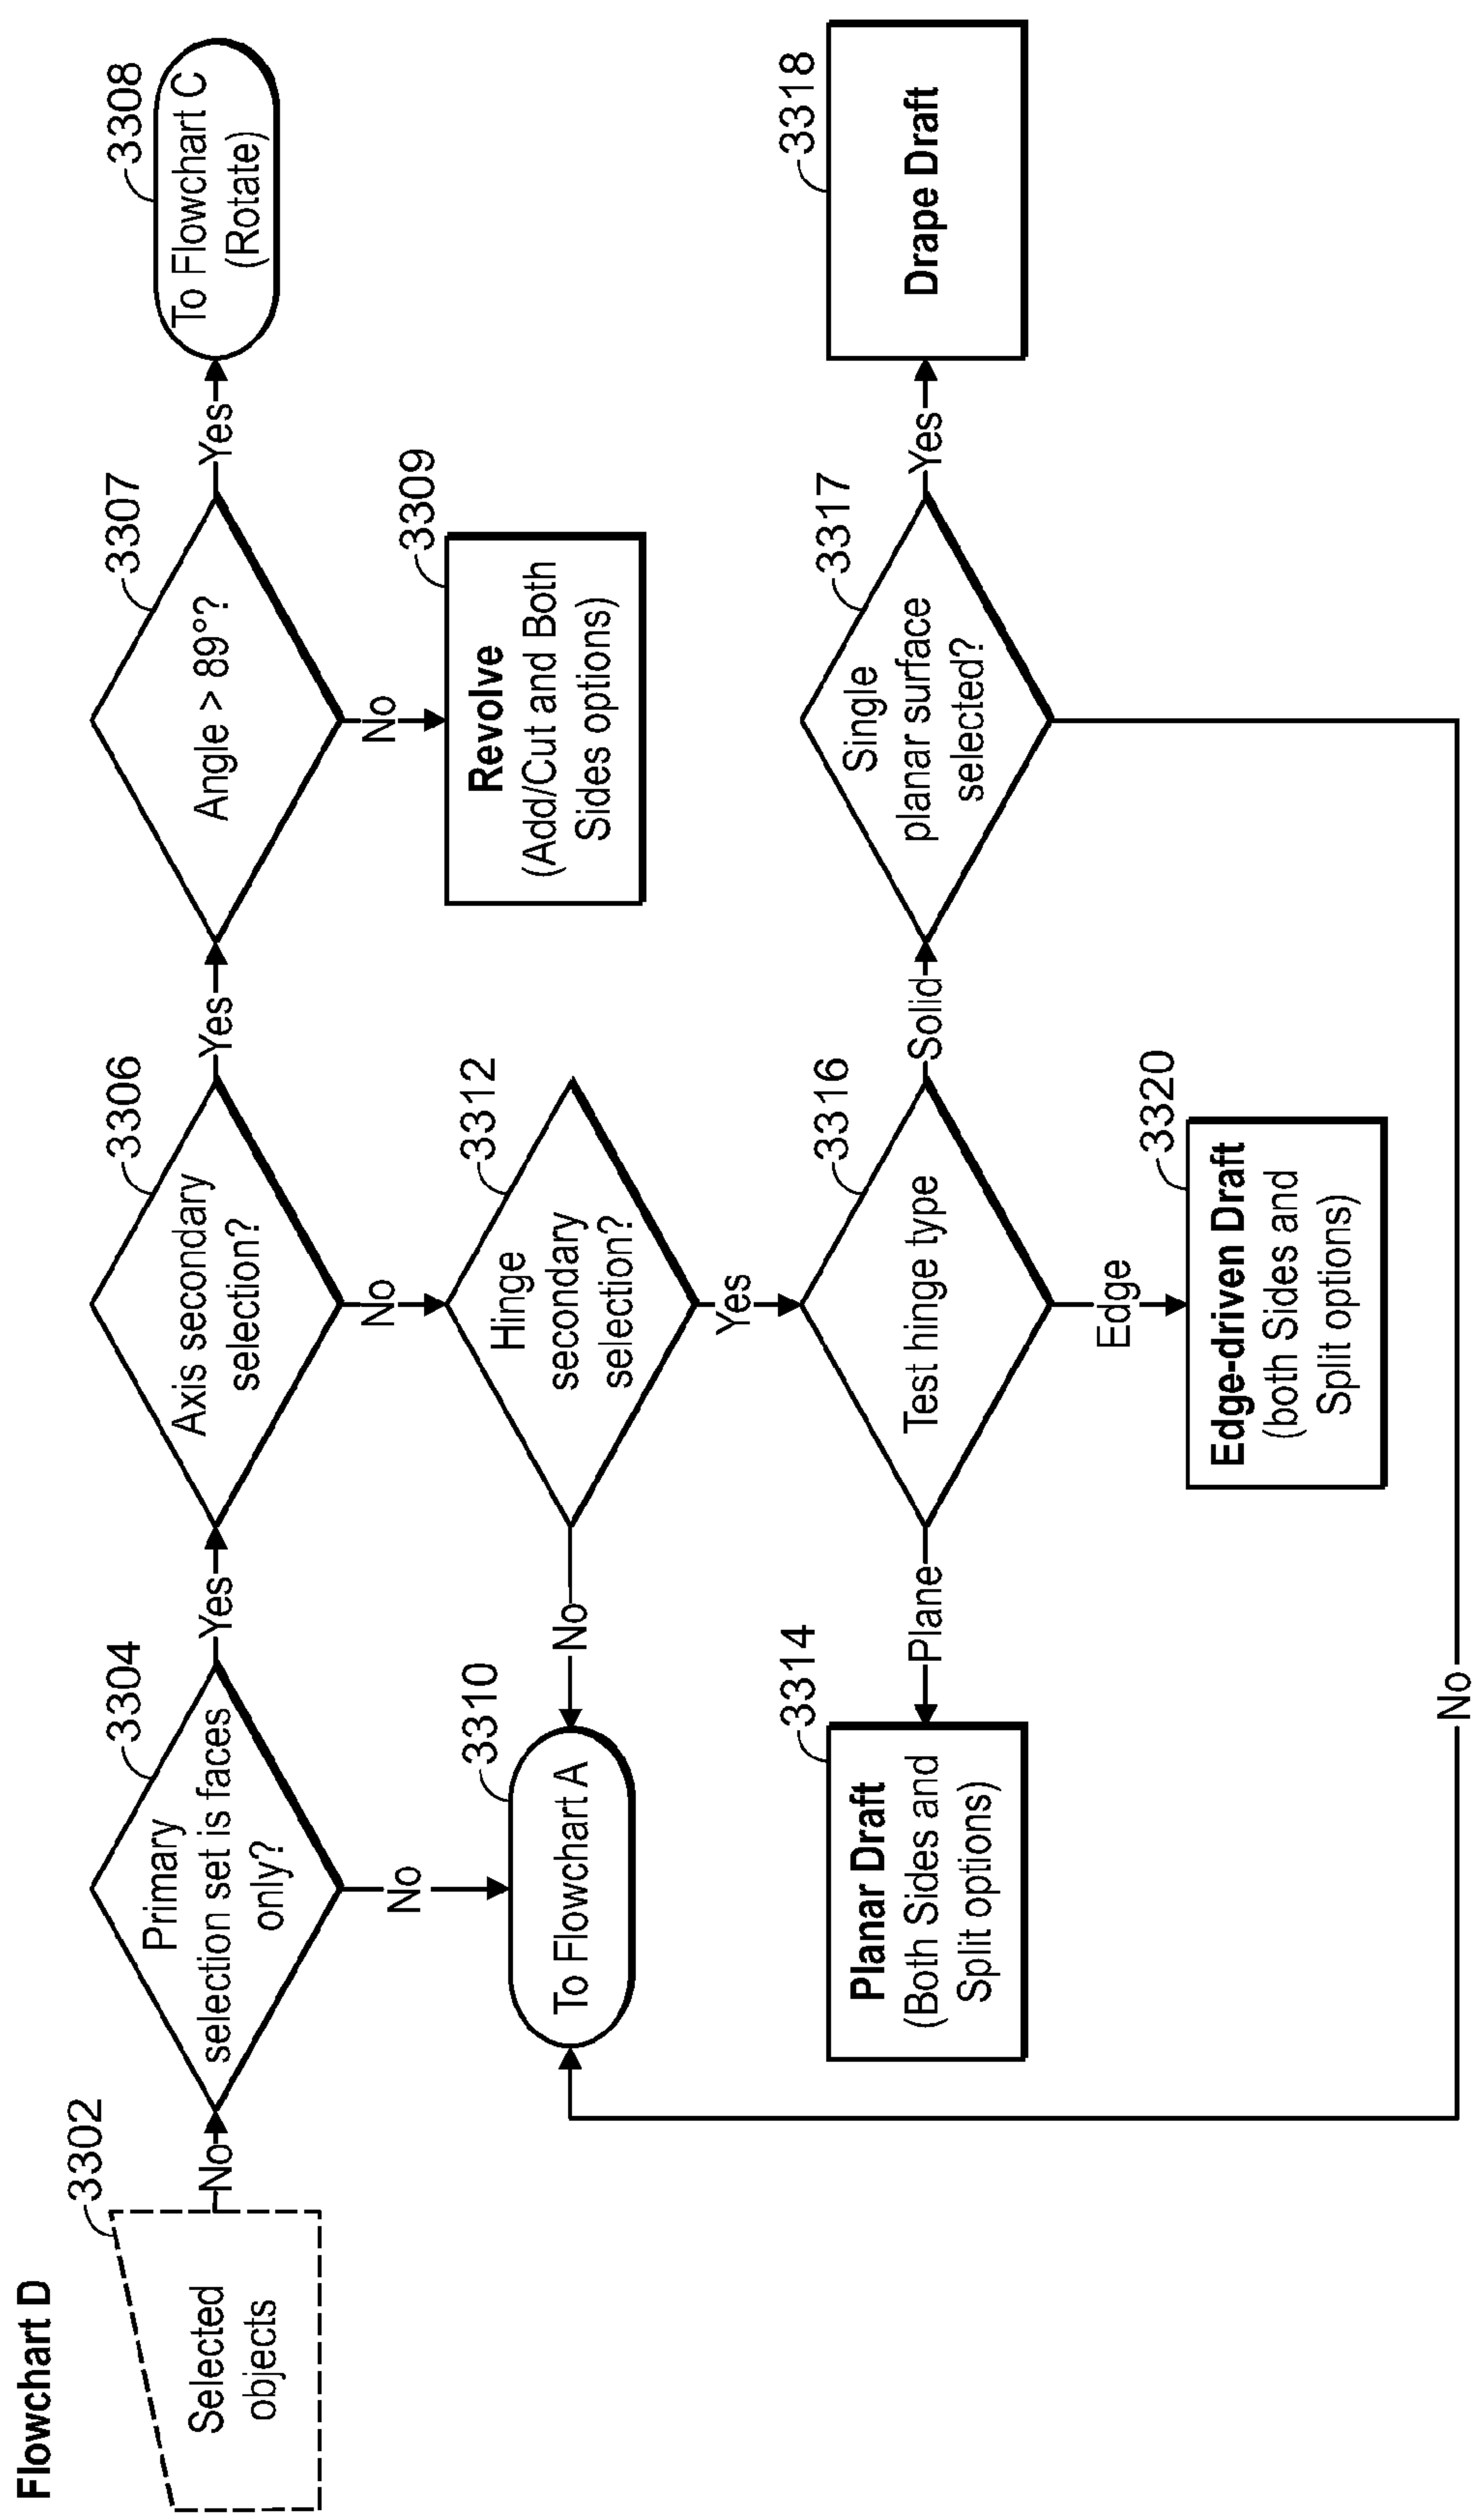 Flowchart D
3302
Selected
objects
No
3304
Primary
selection set is faces
only?
Yes
No
3306
Axis secondary
selection?
Yes
No
3307
Angle > 89°?
Yes
No
3308
To Flowchart C
(Rotate)
3309
Revolve
(Add/Cut and Both
Sides options)
3310
To Flowchart A
No
3312
Hinge
secondary
selection?
Yes
3314
Planar Draft
(Both Sides and
Split options)
Plane
3316
Test hinge type
Solid
Edge
3317
Single
planar surface
selected?
Yes
3318
Drape Draft
3320
Edge-driven Draft
(both Sides and
Split options)
No